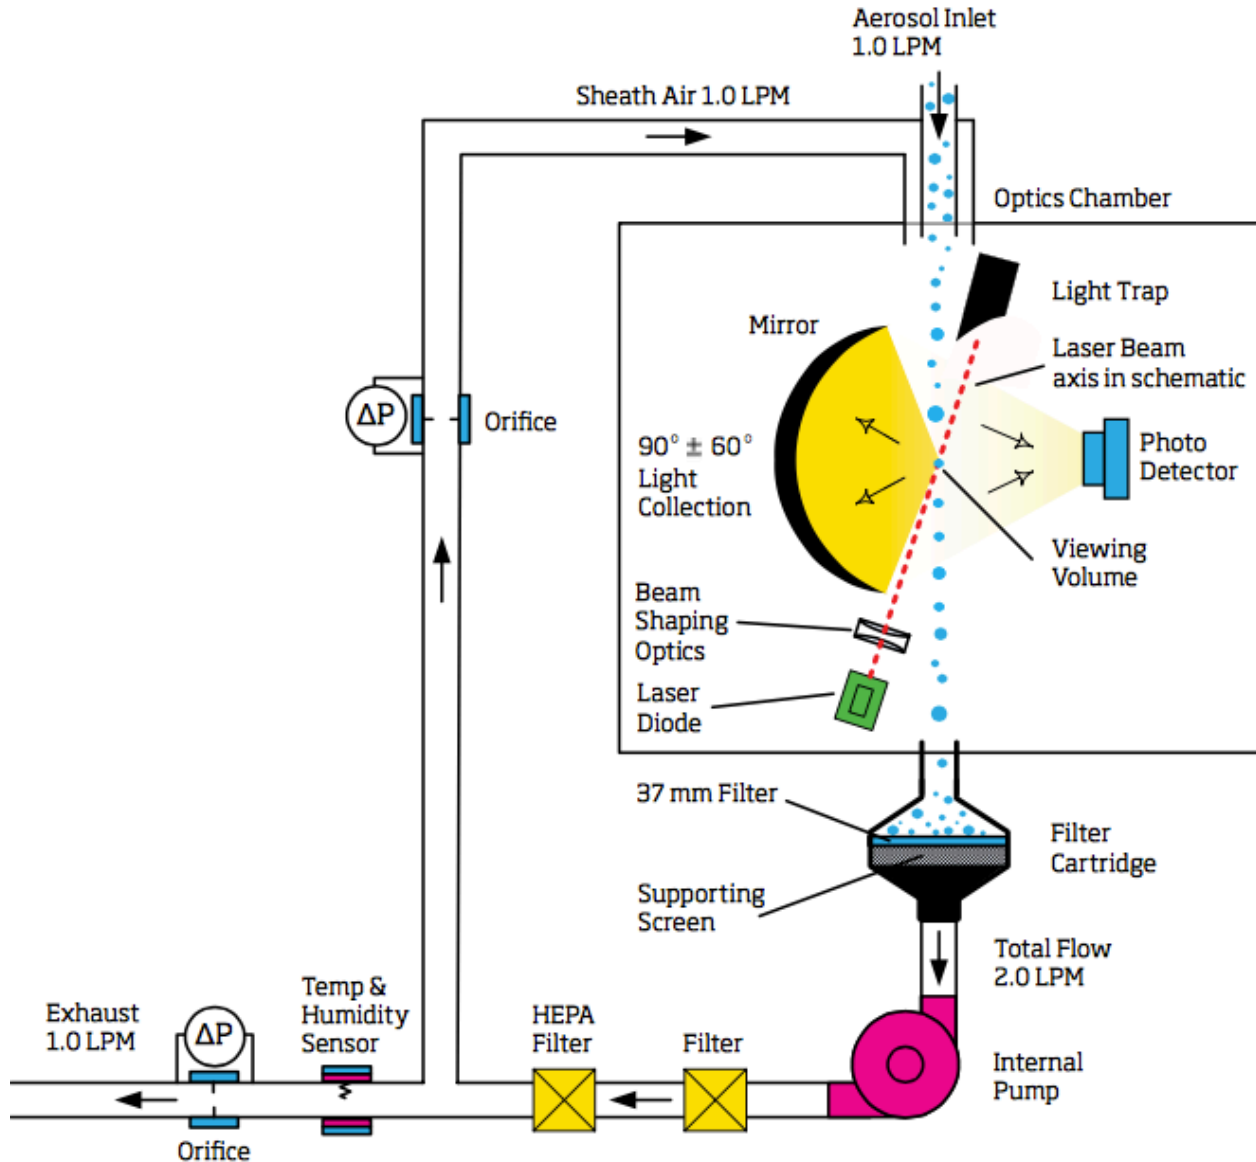 Aerosol Inlet
1.0 LPM
Sheath Air 1.0 LPM
Optics Chamber
Light Trap
Mirror
Laser Beam
axis in schematic
ΔP
Orifice
90° ± 60°
Light
Collection
Photo
Detector
Viewing
Volume
Beam
Shaping
Optics
Laser
Diode
37 mm Filter
Filter
Cartridge
Supporting
Screen
Total Flow
2.0 LPM
Exhaust
1.0 LPM
ΔP
Temp &
Humidity
Sensor
HEPA
Filter
Filter
Internal
Pump
Orifice